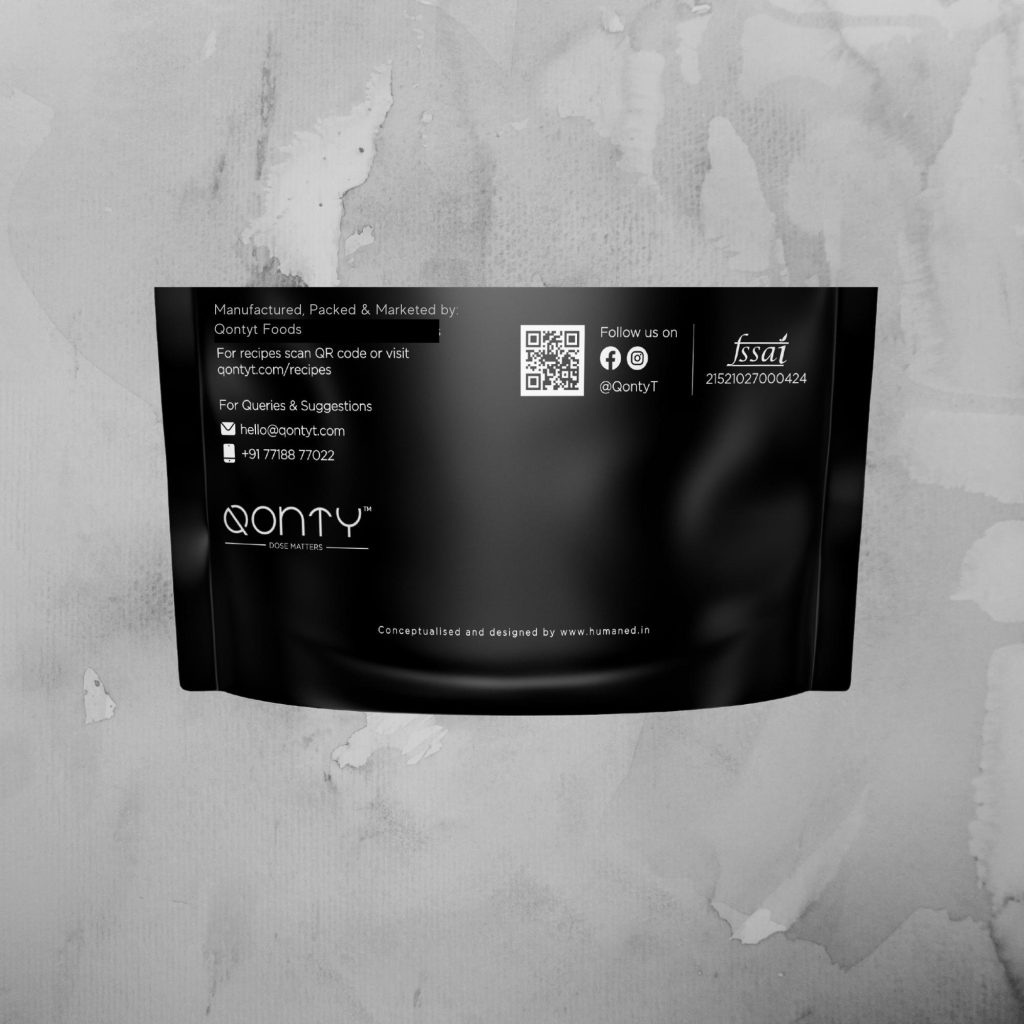 Manufactured, Packed & Marketed by:
Qontyt Foods
For recipes scan QR code or visit
qontyt.com/recipes
For Queries & Suggestions
hello@qontyt.com
+91 77188 77022
QONTY™
DOSE MATTERS
Follow us on
@QontyT
fssai
21521027000424
Conceptualised and designed by www.humaned.in